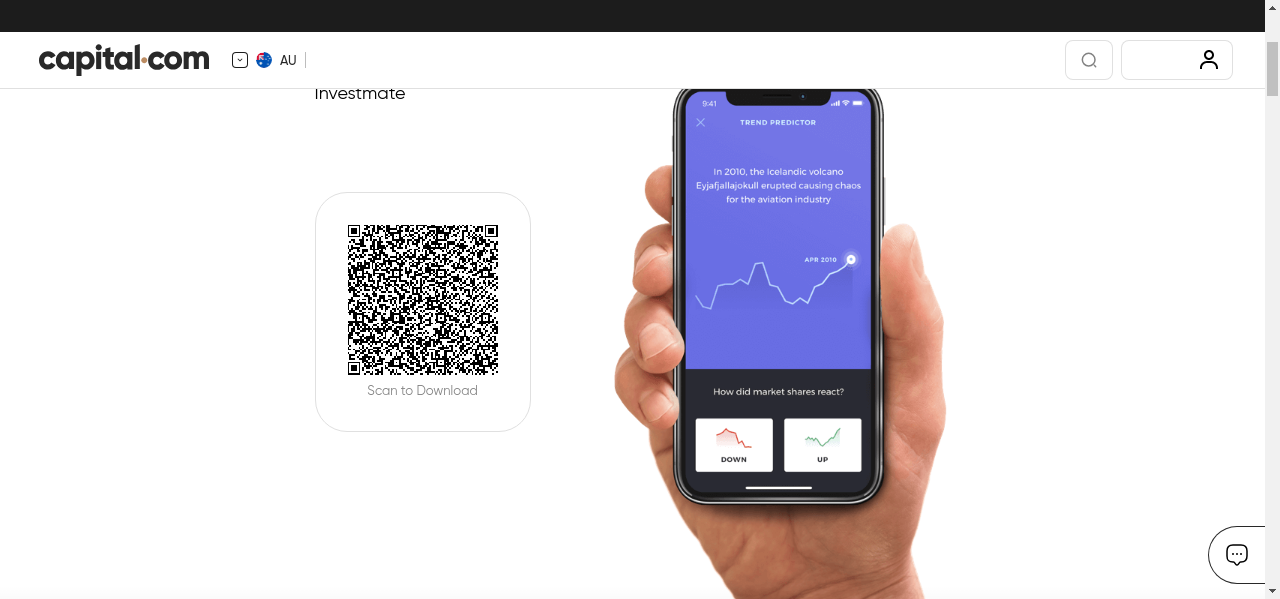 capital.com
AU
Investmate
Scan to Download
9:41
TREND PREDICTOR
In 2010, the Icelandic volcano
Eyjafjallajokull erupted causing chaos
for the aviation industry
APR 2010
How did market shares react?
DOWN
UP